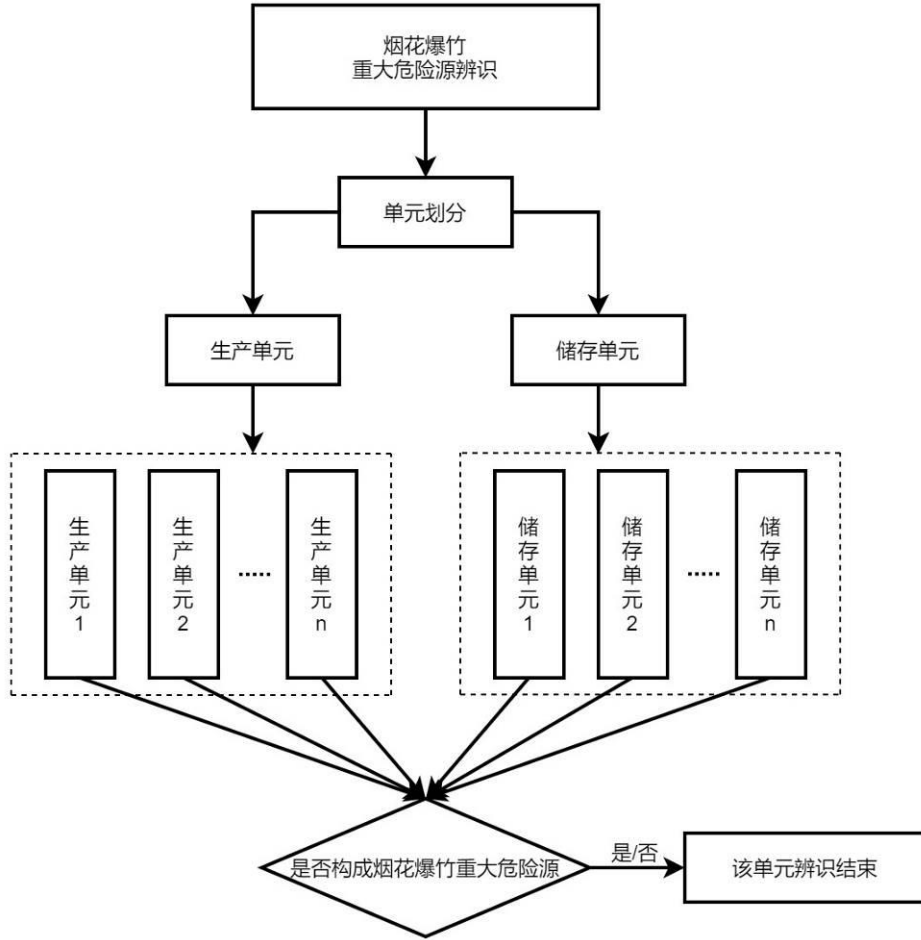 烟花爆竹
重大危险源辨识
单元划分
生产单元
储存单元
生产单元1
生产单元2
.....
生产单元n
储存单元1
储存单元2
.....
储存单元n
是否构成烟花爆竹重大危险源
是/否
该单元辨识结束